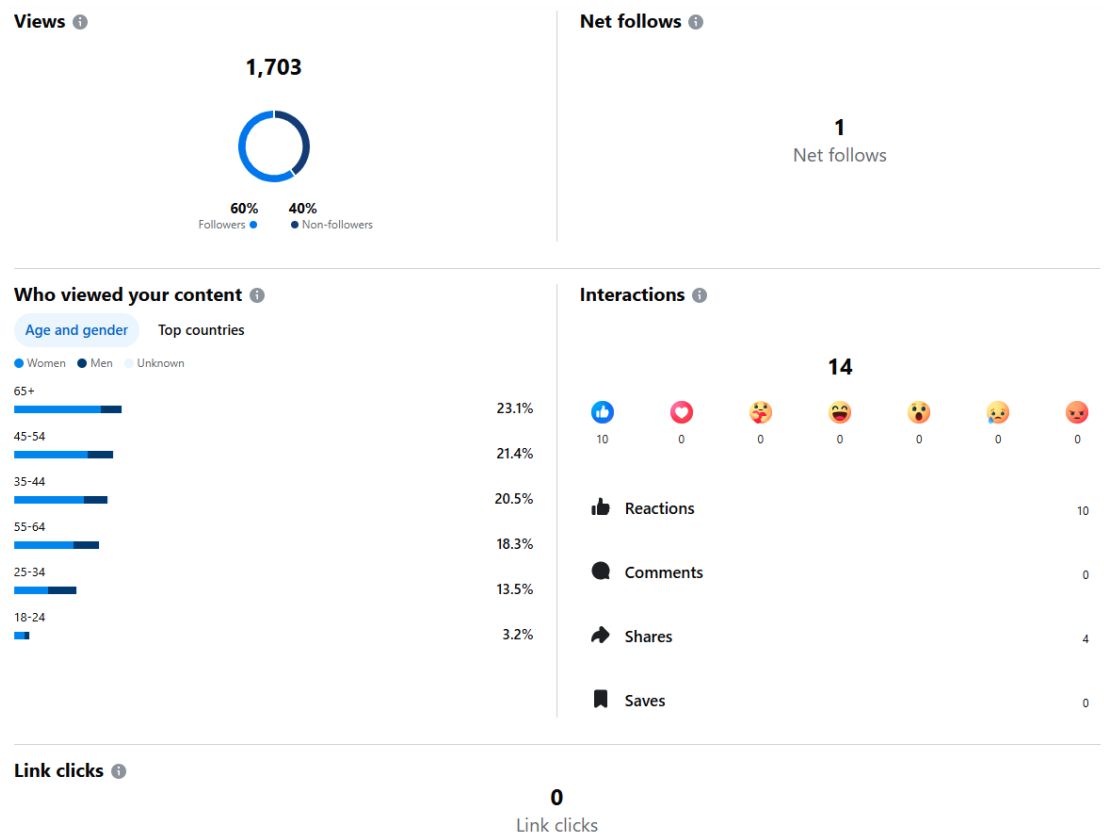 Views
1,703
60% 40%
Followers Non-followers
Net follows
1
Net follows
Who viewed your content
Age and gender Top countries
Women Men Unknown
65+
23.1%
45-54
21.4%
35-44
20.5%
55-64
18.3%
25-34
13.5%
18-24
3.2%
Interactions
14
10 0 0 0 0 0 0
Reactions 10
Comments 0
Shares 4
Saves 0
Link clicks
0
Link clicks